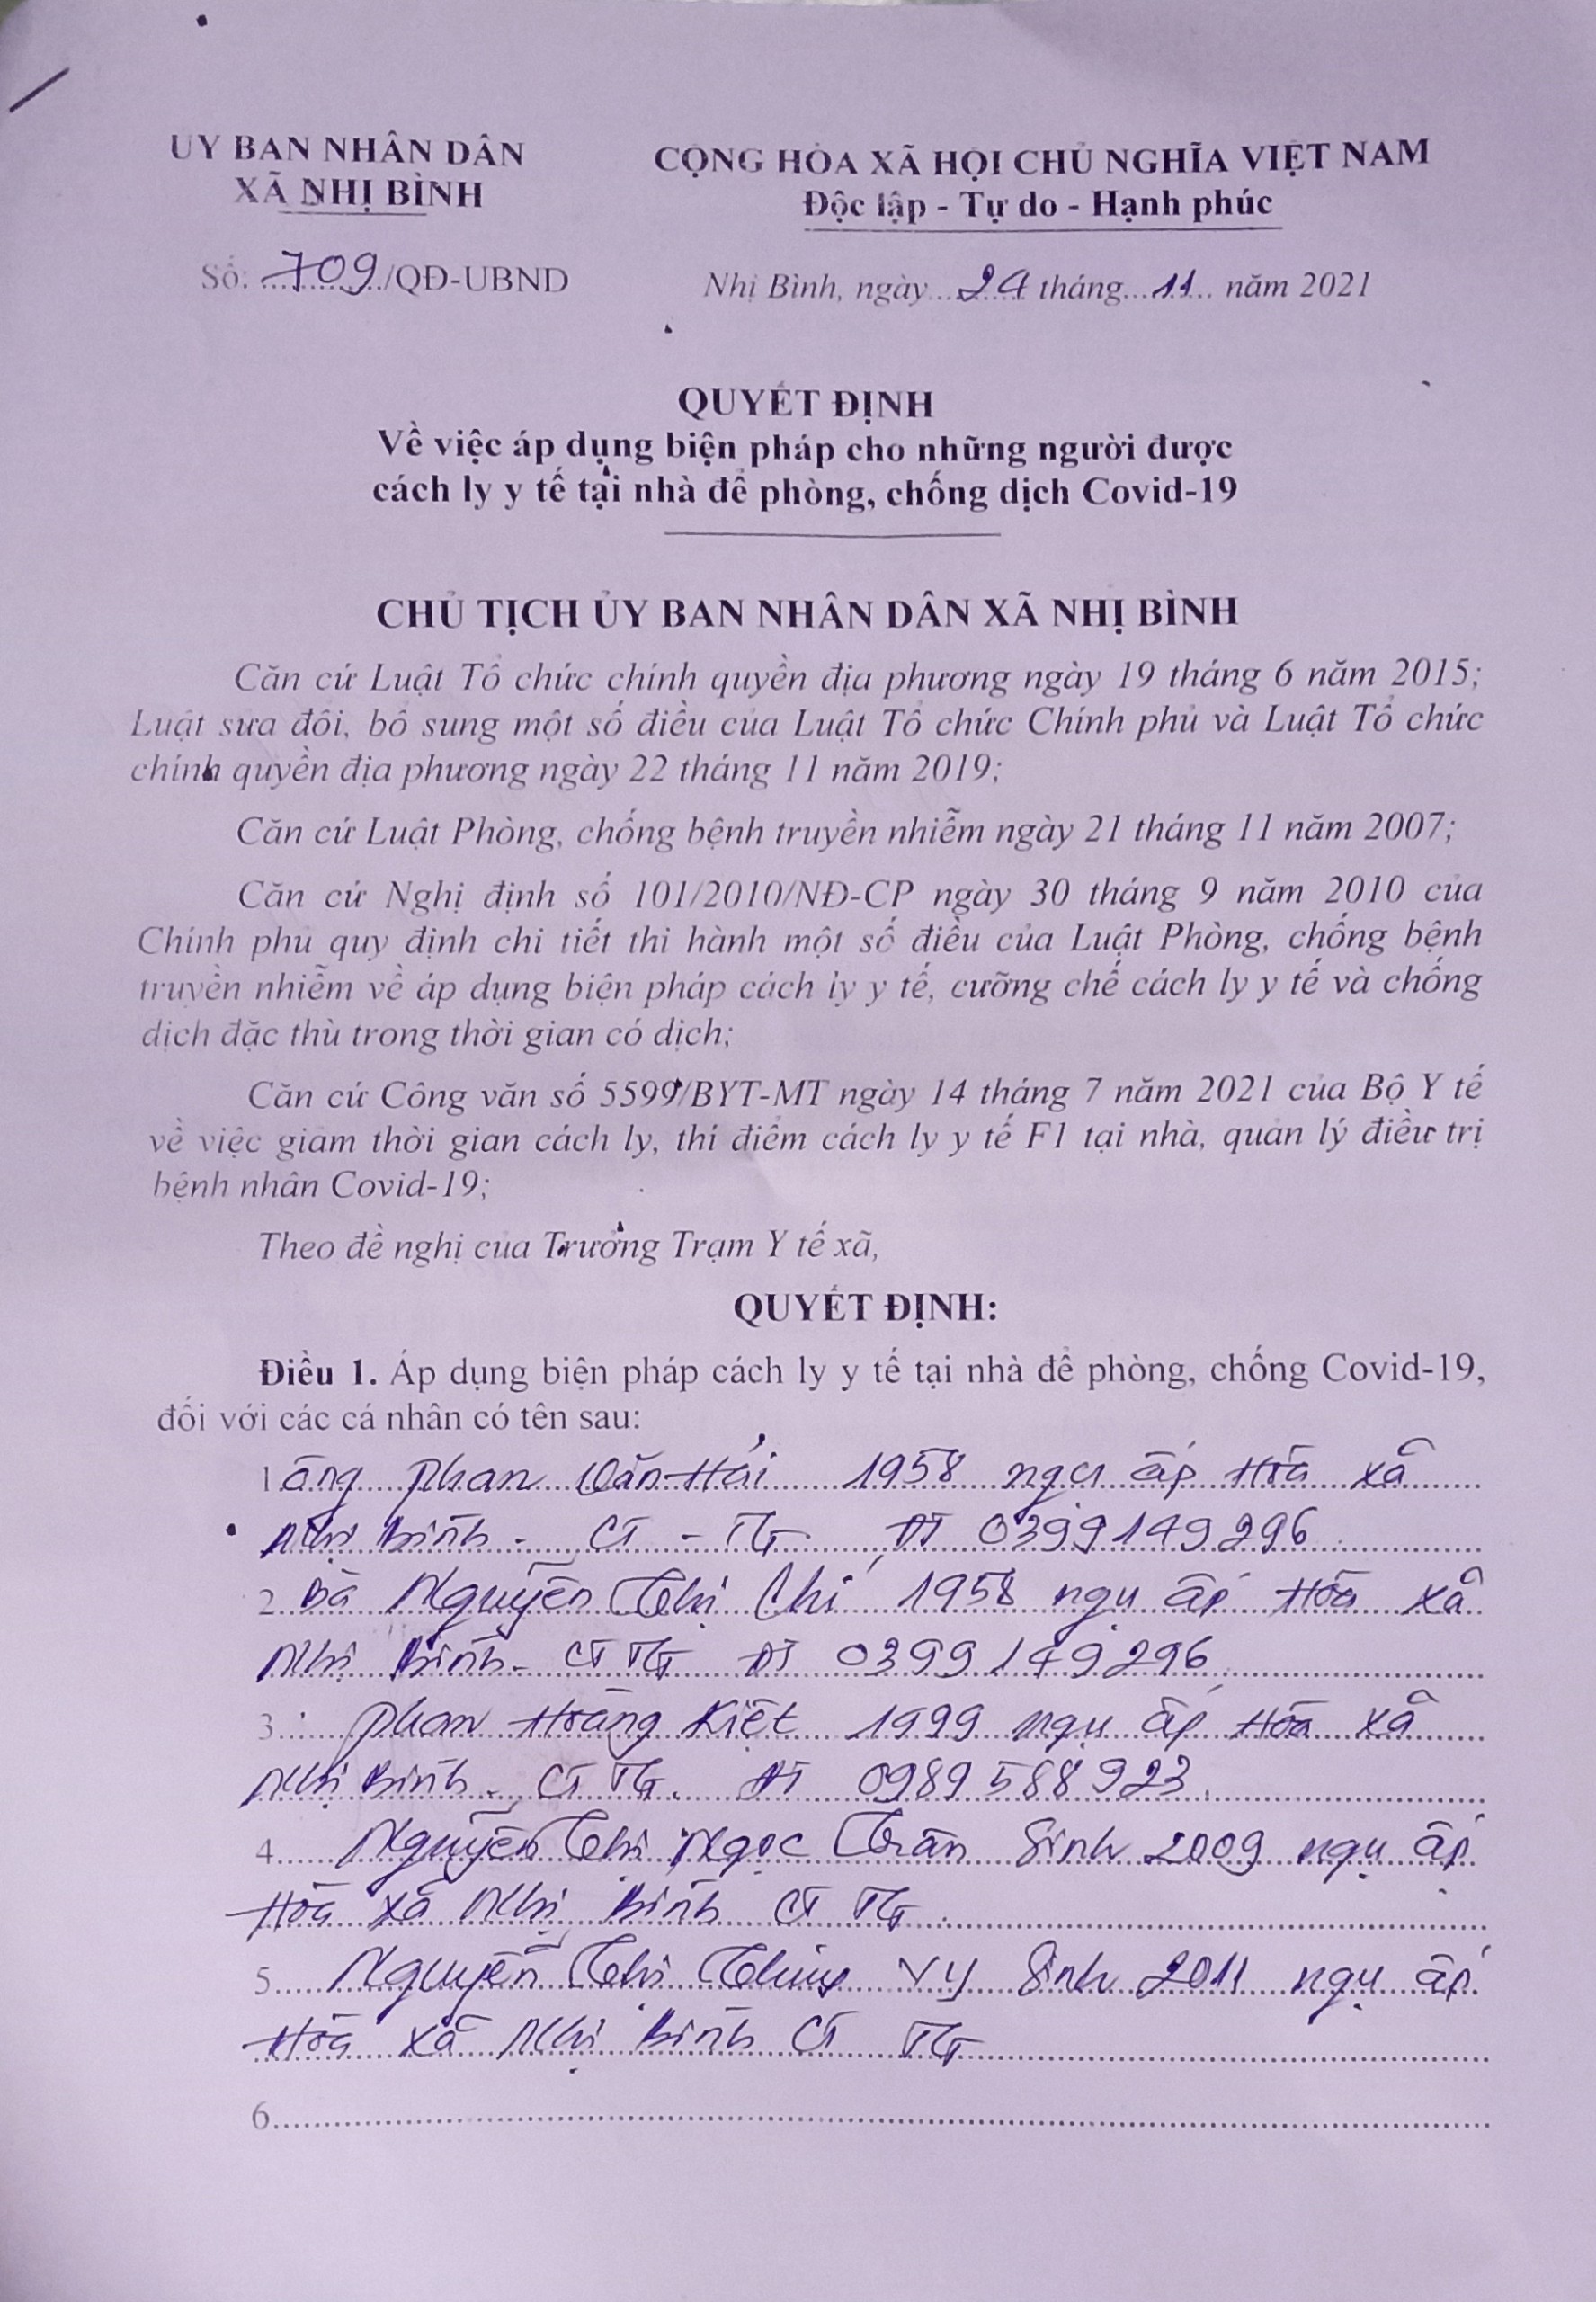 ỦY BAN NHÂN DÂN
XÃ NHỊ BÌNH
CỘNG HÒA XÃ HỘI CHỦ NGHĨA VIỆT NAM
Độc lập - Tự do - Hạnh phúc
Số: 709/QĐ-UBND
Nhị Bình, ngày 24 tháng 11 năm 2021
QUYẾT ĐỊNH
Về việc áp dụng biện pháp cho những người được
cách ly y tế tại nhà để phòng, chống dịch Covid-19
CHỦ TỊCH ỦY BAN NHÂN DÂN XÃ NHỊ BÌNH
Căn cứ Luật Tổ chức chính quyền địa phương ngày 19 tháng 6 năm 2015;
Luật sửa đổi, bổ sung một số điều của Luật Tổ chức Chính phủ và Luật Tổ chức
chính quyền địa phương ngày 22 tháng 11 năm 2019;
Căn cứ Luật Phòng, chống bệnh truyền nhiễm ngày 21 tháng 11 năm 2007;
Căn cứ Nghị định số 101/2010/NĐ-CP ngày 30 tháng 9 năm 2010 của
Chính phủ quy định chi tiết thi hành một số điều của Luật Phòng, chống bệnh
truyền nhiễm về áp dụng biện pháp cách ly y tế, cưỡng chế cách ly y tế và chống
dịch đặc thù trong thời gian có dịch;
Căn cứ Công văn số 5599/BYT-MT ngày 14 tháng 7 năm 2021 của Bộ Y tế
về việc giảm thời gian cách ly, thí điểm cách ly y tế F1 tại nhà, quản lý điều trị
bệnh nhân Covid-19;
Theo đề nghị của Trưởng Trạm Y tế xã,
QUYẾT ĐỊNH:
Điều 1. Áp dụng biện pháp cách ly y tế tại nhà để phòng, chống Covid-19,
đối với các cá nhân có tên sau:
1 ông Phan Văn Hải 1958 ngụ ấp Hòa xã
Nhị Bình - CT - TG ĐT 0399149296
2. Bà Nguyễn Thị Chí 1958 ngụ ấp Hòa xã
Nhị Bình - CT TG ĐT 0399149296
3. Phan Hoàng Kiệt 1999 ngụ ấp Hòa xã
Nhị Bình - CT TG. ĐT 0989588923.
4. Nguyễn Thị Ngọc Trân Sinh 2009 ngụ ấp
Hòa xã Nhị Bình CT TG.
5. Nguyễn Thị Thúy Vy Sinh 2011 ngụ ấp
Hòa xã Nhị Bình CT TG
6